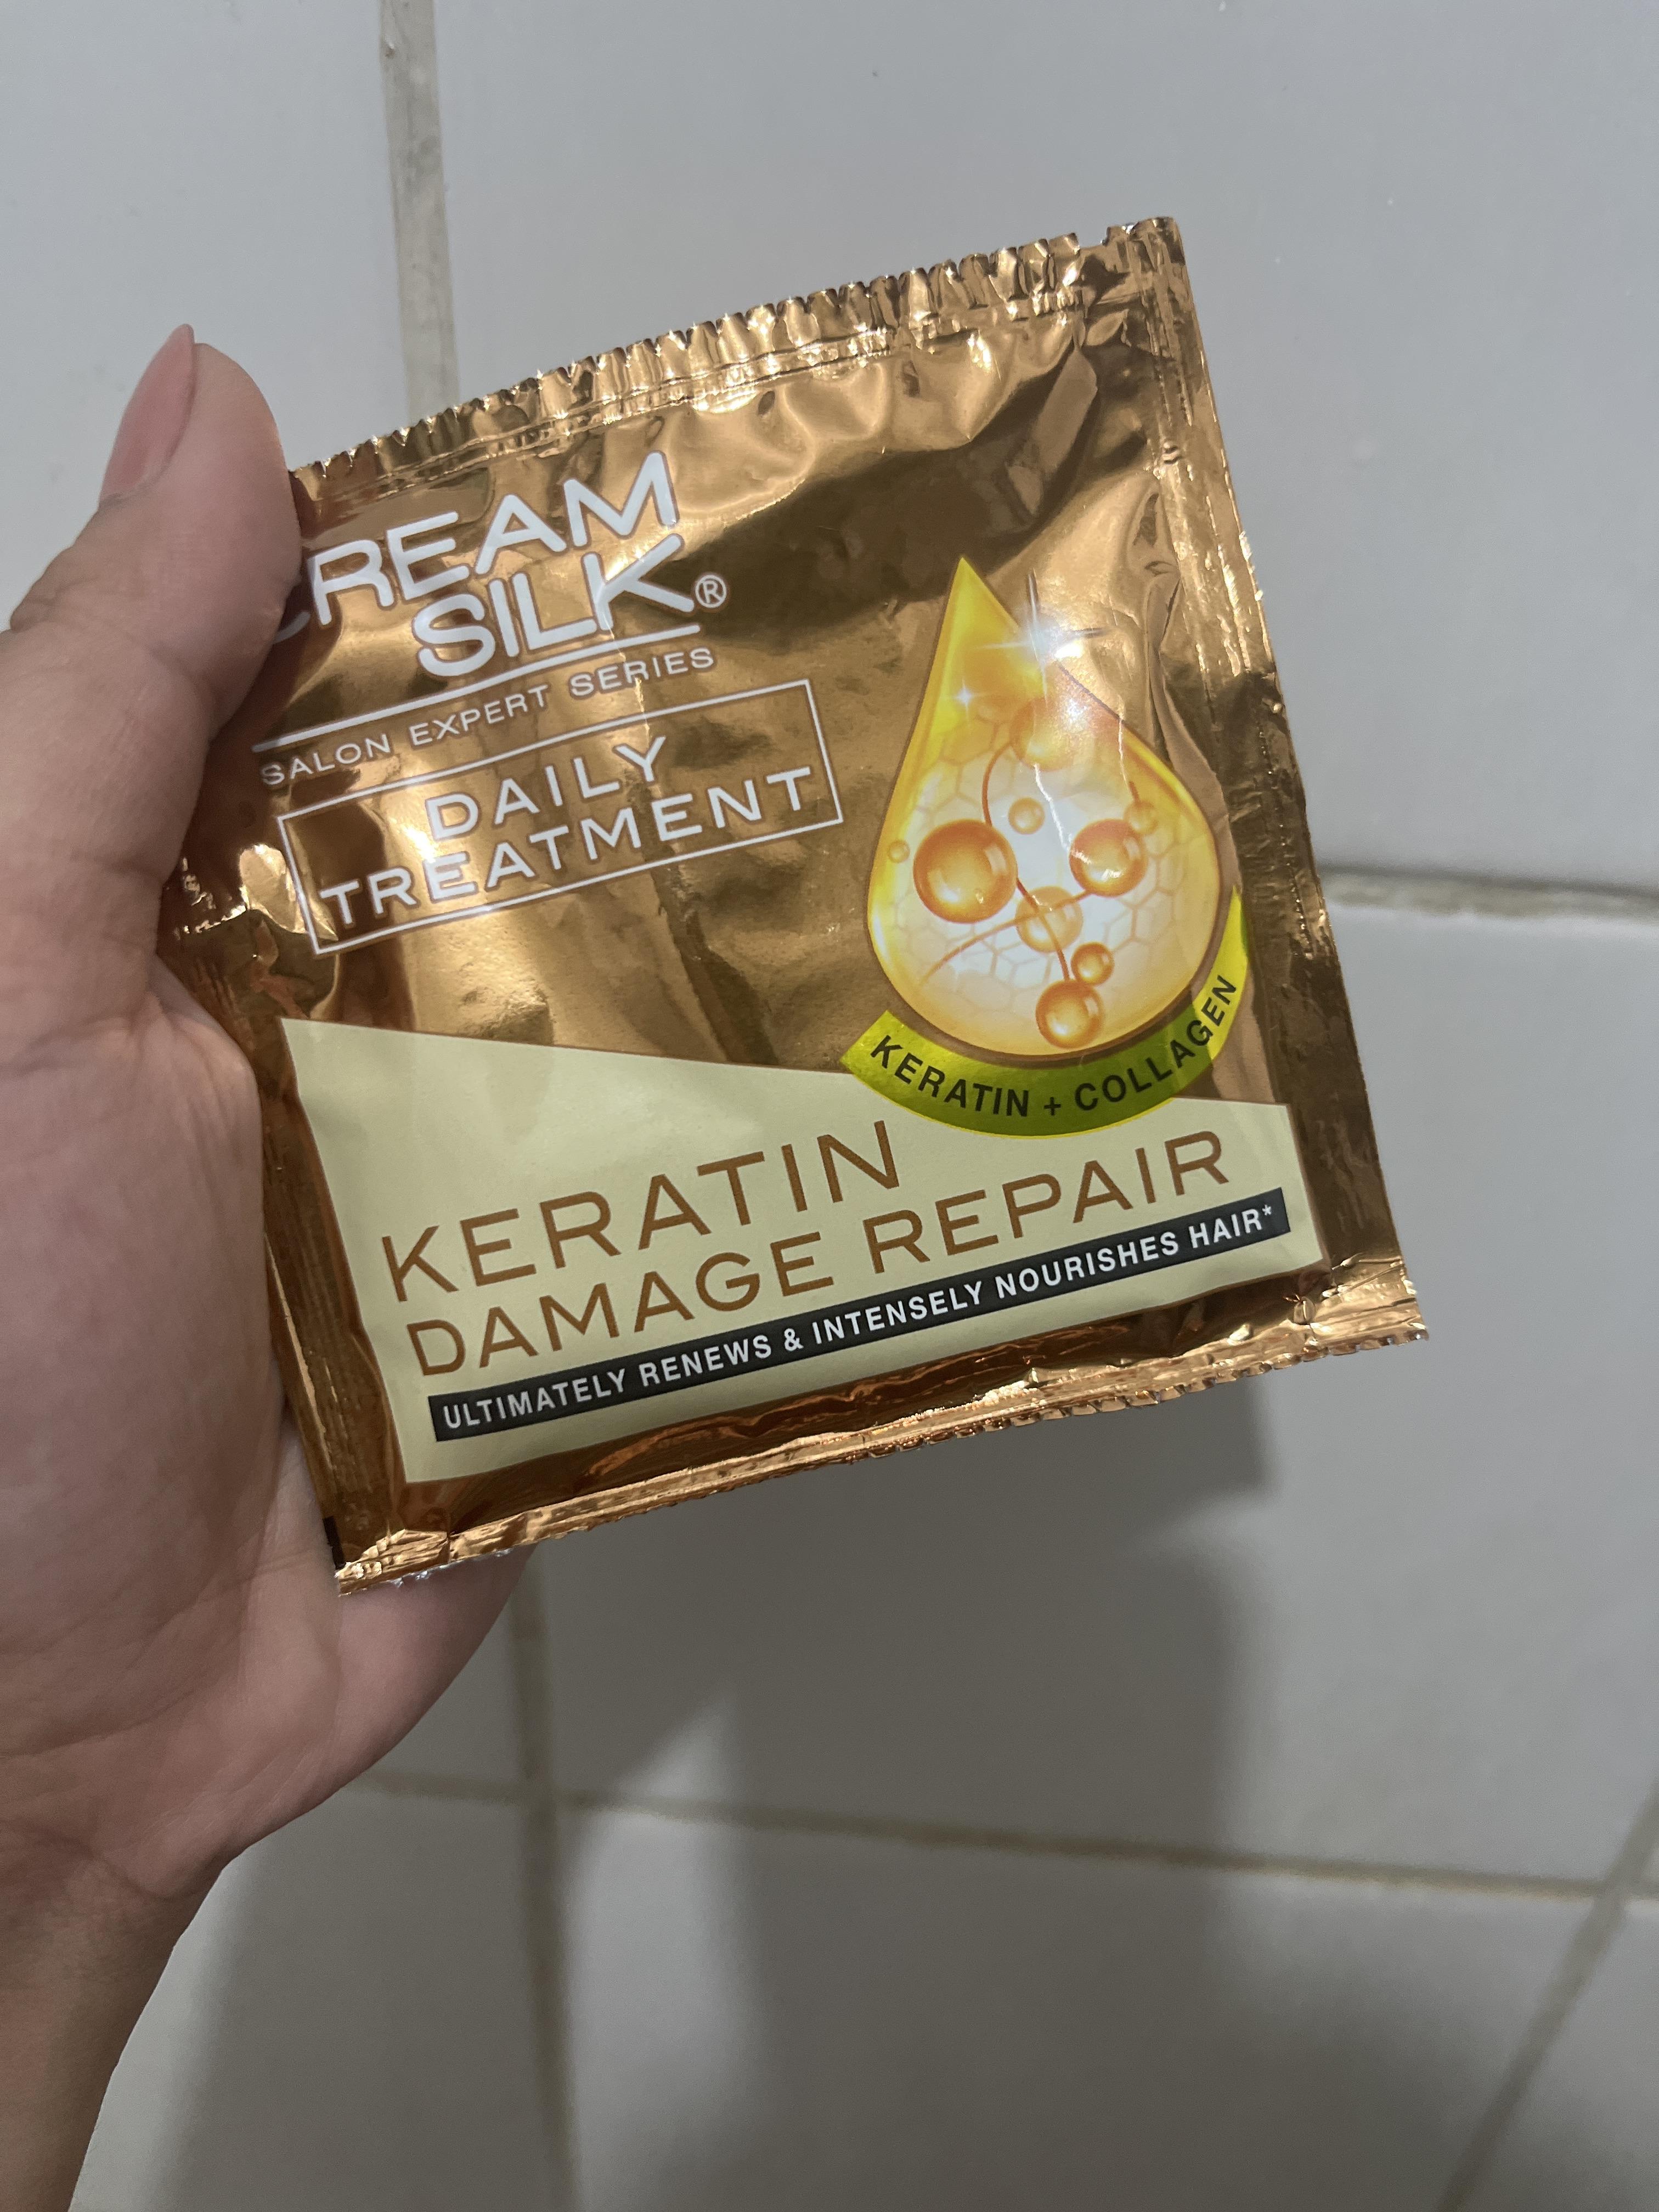 CREAM
SILK®
SALON EXPERT SERIES
DAILY
TREATMENT
KERATIN + COLLAGEN
KERATIN
DAMAGE REPAIR
ULTIMATELY RENEWS & INTENSELY NOURISHES HAIR*